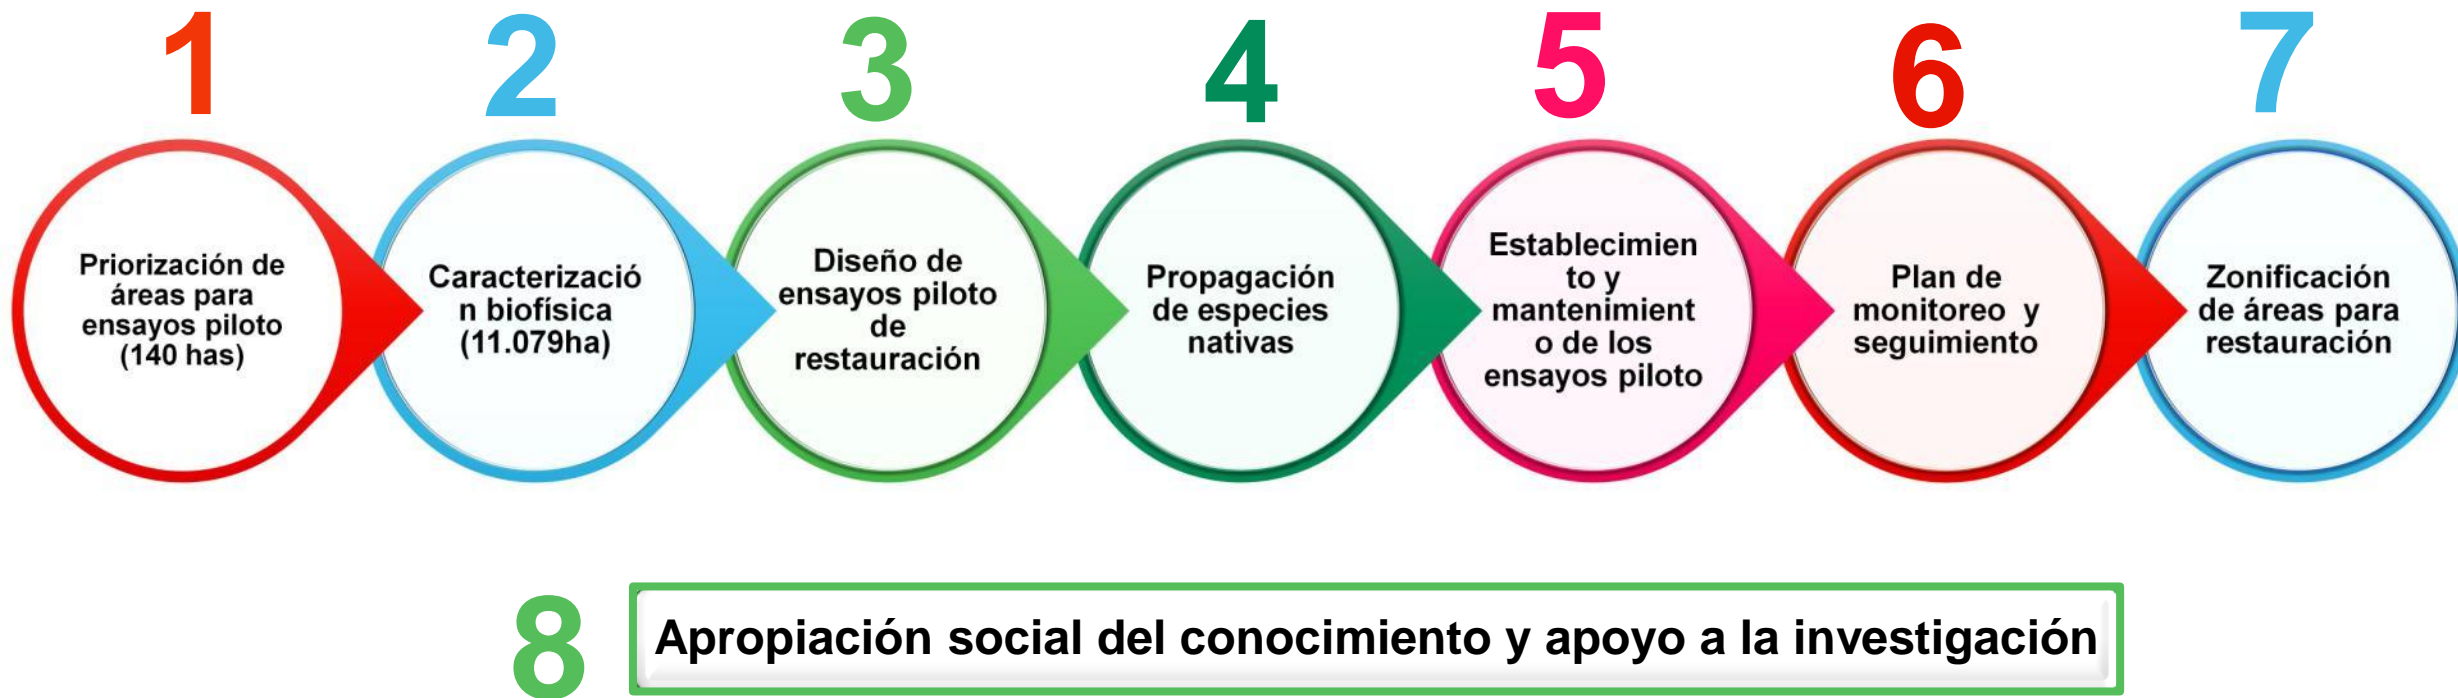 1
2
3
4
5
6
7
Priorización de
áreas para
ensayos piloto
(140 has)
Caracterizació
n biofísica
(11.079ha)
Diseño de
ensayos piloto
de
restauración
Propagación
de especies
nativas
Establecimien
to y
mantenimient
o de los
ensayos piloto
Plan de
monitoreo y
seguimiento
Zonificación
de áreas para
restauración
8
Apropiación social del conocimiento y apoyo a la investigación